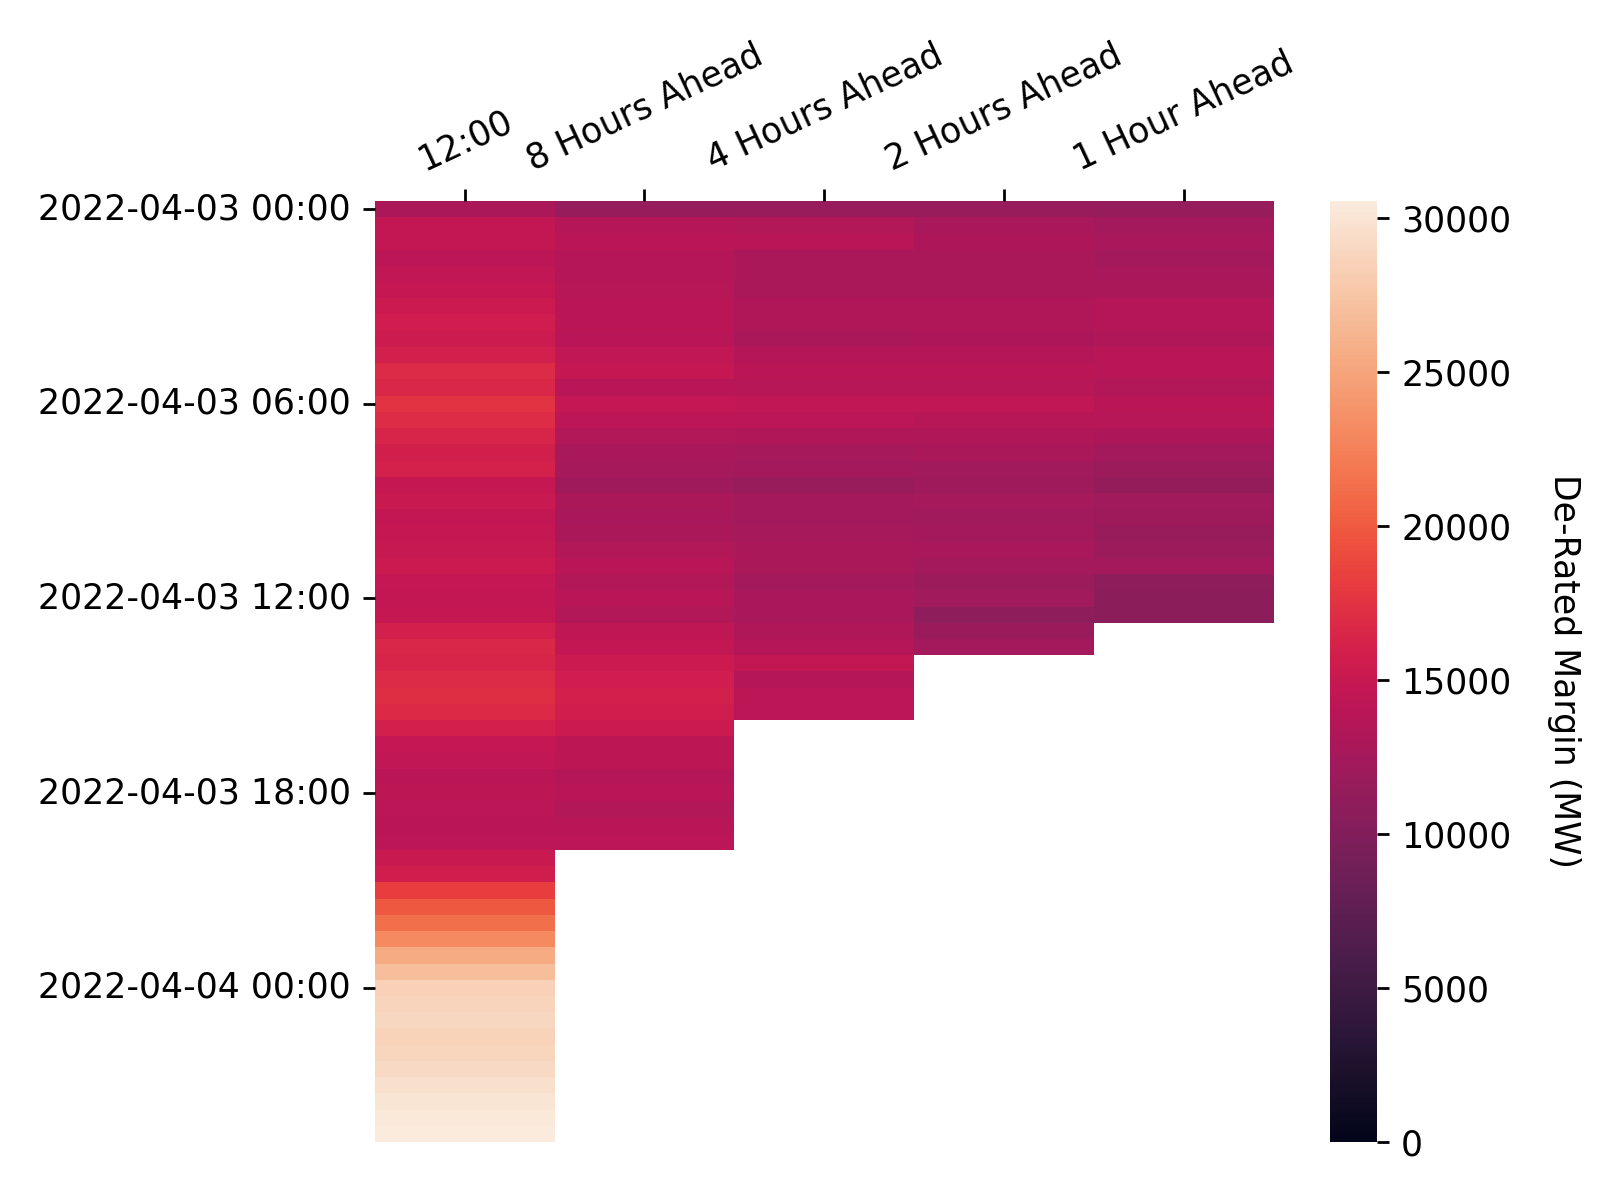 12:00
8 Hours Ahead
4 Hours Ahead
2 Hours Ahead
1 Hour Ahead
2022-04-03 00:00
2022-04-03 06:00
2022-04-03 12:00
2022-04-03 18:00
2022-04-04 00:00
30000
25000
20000
15000
10000
5000
0
De-Rated Margin (MW)